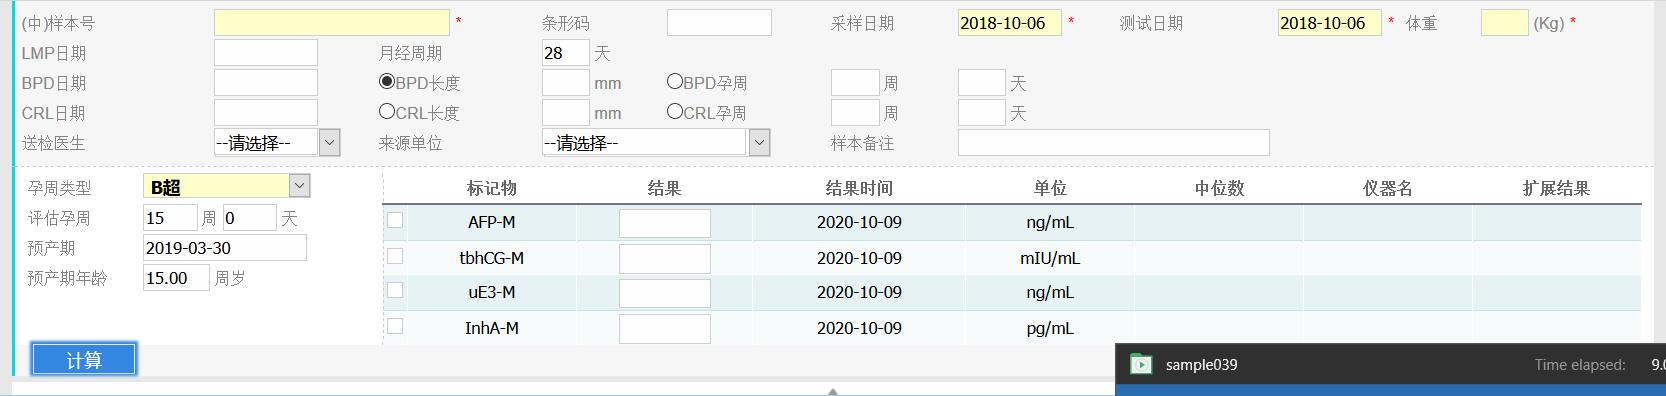 (中)样本号 * 条形码 采样日期 2018-10-06 * 测试日期 2018-10-06 * 体重 (Kg) *
LMP日期 月经周期 28 天
BPD日期 BPD长度 mm BPD孕周 周 天
CRL日期 CRL长度 mm CRL孕周 周 天
送检医生 --请选择-- 来源单位 --请选择-- 样本备注
孕周类型 B超
评估孕周 15 周 0 天
预产期 2019-03-30
预产期年龄 15.00 周岁
标记物 结果 结果时间 单位 中位数 仪器名 扩展结果
AFP-M 2020-10-09 ng/mL
tbhCG-M 2020-10-09 mIU/mL
uE3-M 2020-10-09 ng/mL
InhA-M 2020-10-09 pg/mL
计算
sample039 Time elapsed: